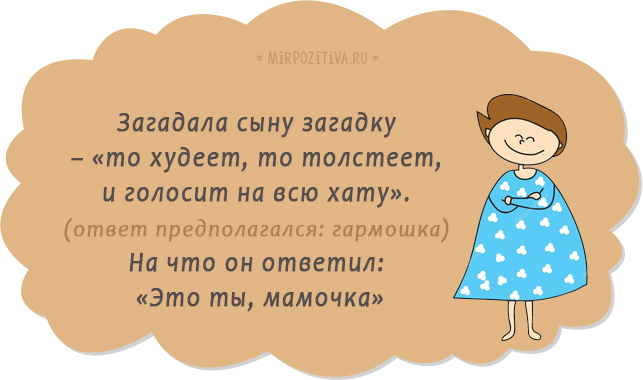 ▫ MiRPOZiTiVA.RU ▫
Загадала сыну загадку
– «то худеет, то толстеет,
и голосит на всю хату».
(ответ предполагался: гармошка)
На что он ответил:
«Это ты, мамочка»